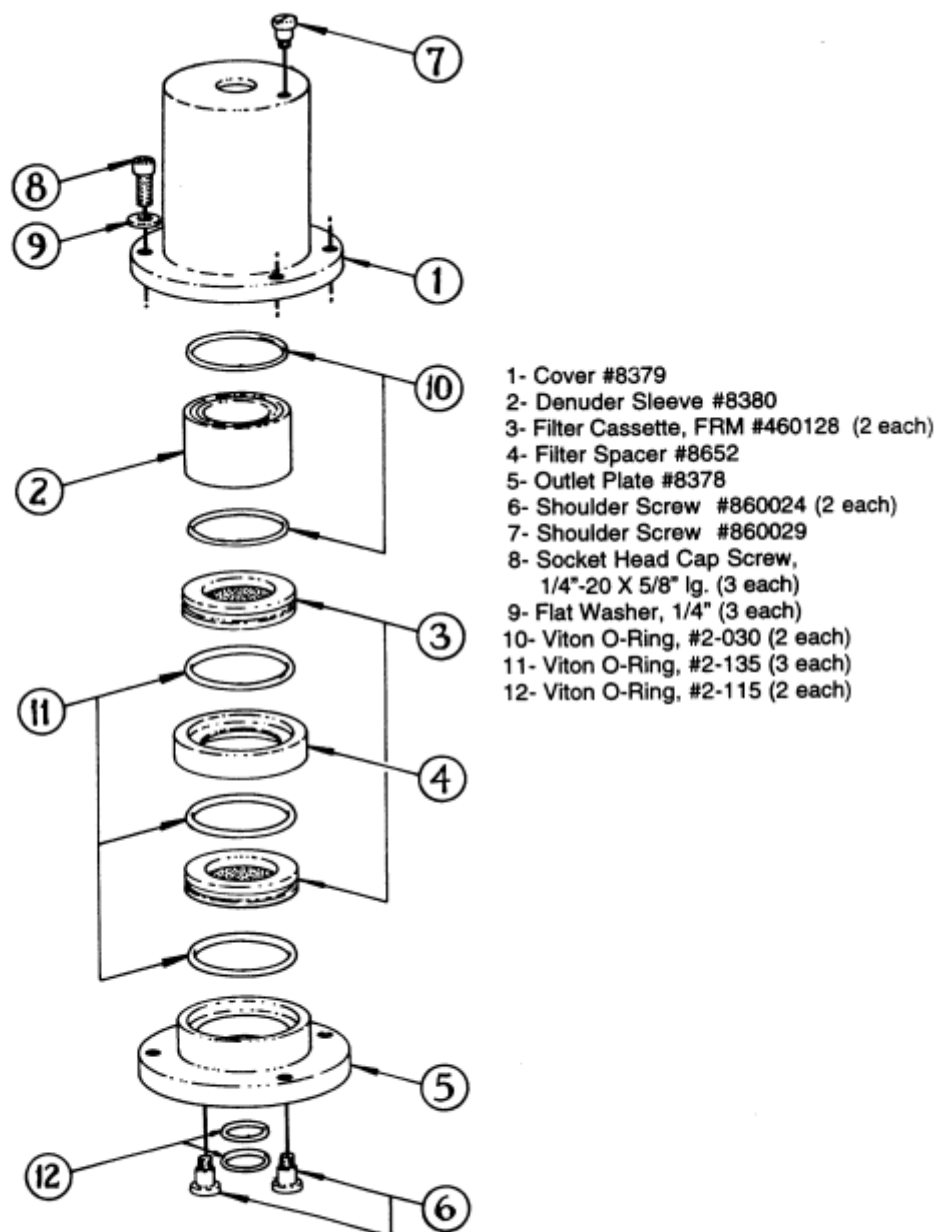 7
8
9
1
10
2
3
11
4
5
12
6
1- Cover #8379
2- Denuder Sleeve #8380
3- Filter Cassette, FRM #460128 (2 each)
4- Filter Spacer #8652
5- Outlet Plate #8378
6- Shoulder Screw #860024 (2 each)
7- Shoulder Screw #860029
8- Socket Head Cap Screw,
1/4"-20 X 5/8" lg. (3 each)
9- Flat Washer, 1/4" (3 each)
10- Viton O-Ring, #2-030 (2 each)
11- Viton O-Ring, #2-135 (3 each)
12- Viton O-Ring, #2-115 (2 each)